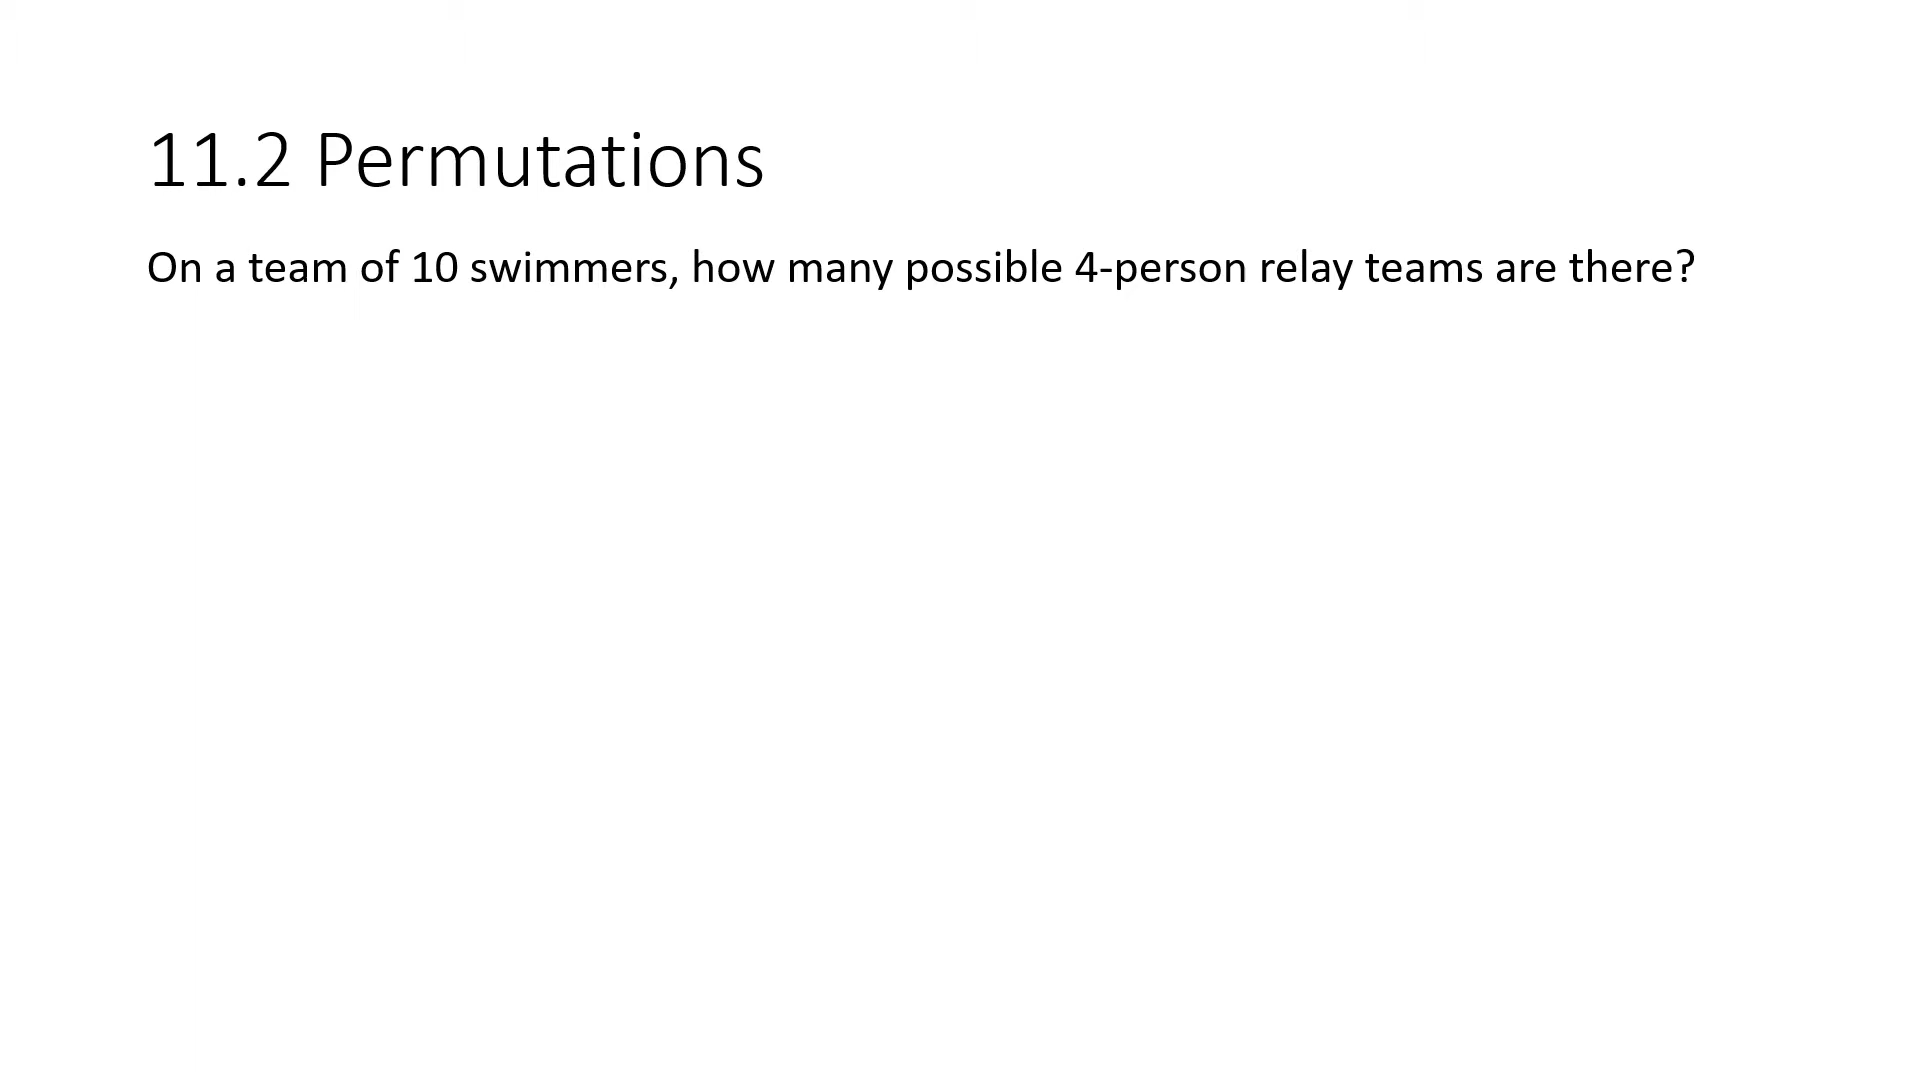 11.2 Permutations
On a team of 10 swimmers, how many possible 4-person relay teams are there?